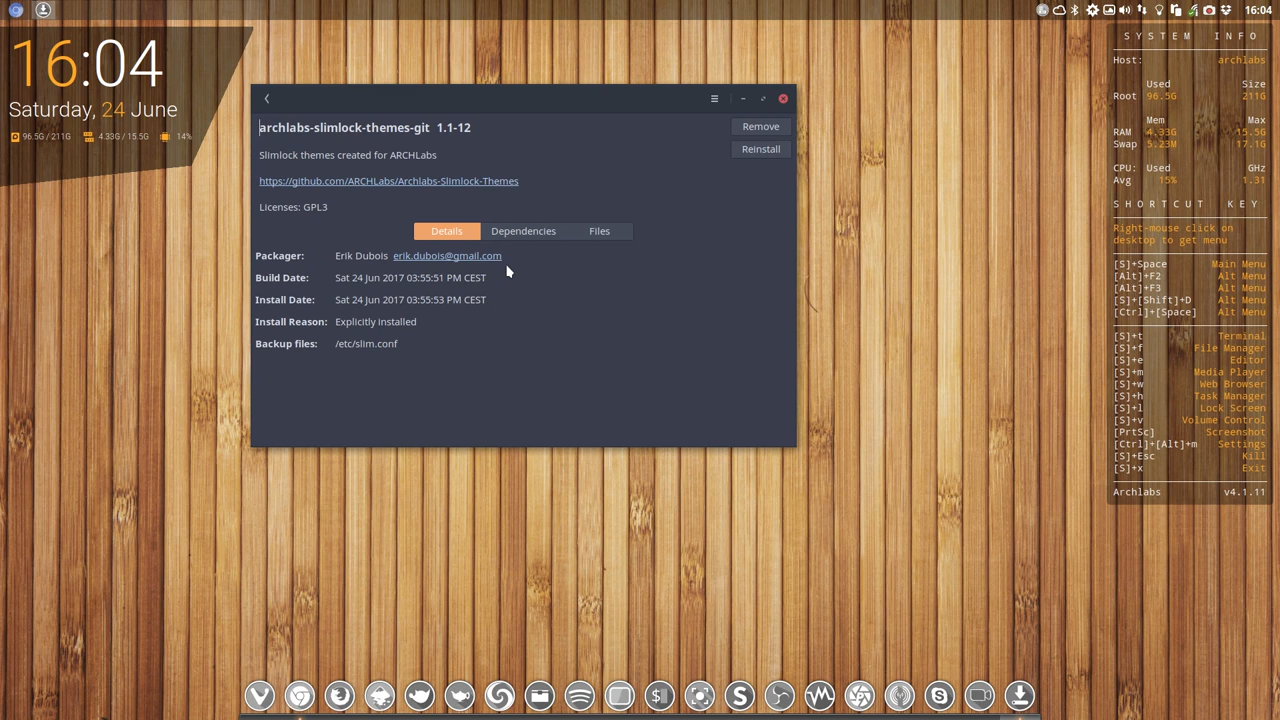 16:04
16:04
Saturday, 24 June
96.5G / 211G 4.33G / 15.5G 14%
archlabs-slimlock-themes-git 1.1-12
Remove
Slimlock themes created for ARCHLabs
Reinstall
https://github.com/ARCHLabs/Archlabs-Slimlock-Themes
Licenses: GPL3
Details Dependencies Files
Packager: Erik Dubois erik.dubois@gmail.com
Build Date: Sat 24 Jun 2017 03:55:51 PM CEST
Install Date: Sat 24 Jun 2017 03:55:53 PM CEST
Install Reason: Explicitly installed
Backup files: /etc/slim.conf
SYSTEM INFO
Host: archlabs
Used Size
Root 96.5G 211G
Mem Max
RAM 4.33G 15.5G
Swap 5.23M 17.1G
CPU: Used GHz
Avg 15% 1.31
SHORTCUT KEY
Right-mouse click on
desktop to get menu
[S]+Space Main Menu
[Alt]+F2 Alt Menu
[Alt]+F3 Alt Menu
[S]+[Shift]+D Alt Menu
[Ctrl]+[Space] Alt Menu
[S]+t Terminal
[S]+f File Manager
[S]+e Editor
[S]+m Media Player
[S]+w Web Browser
[S]+h Task Manager
[S]+l Lock Screen
[S]+v Volume Control
[PrtSc] Screenshot
[Ctrl]+[Alt]+m Settings
[S]+Esc Kill
[S]+x Exit
Archlabs v4.1.11